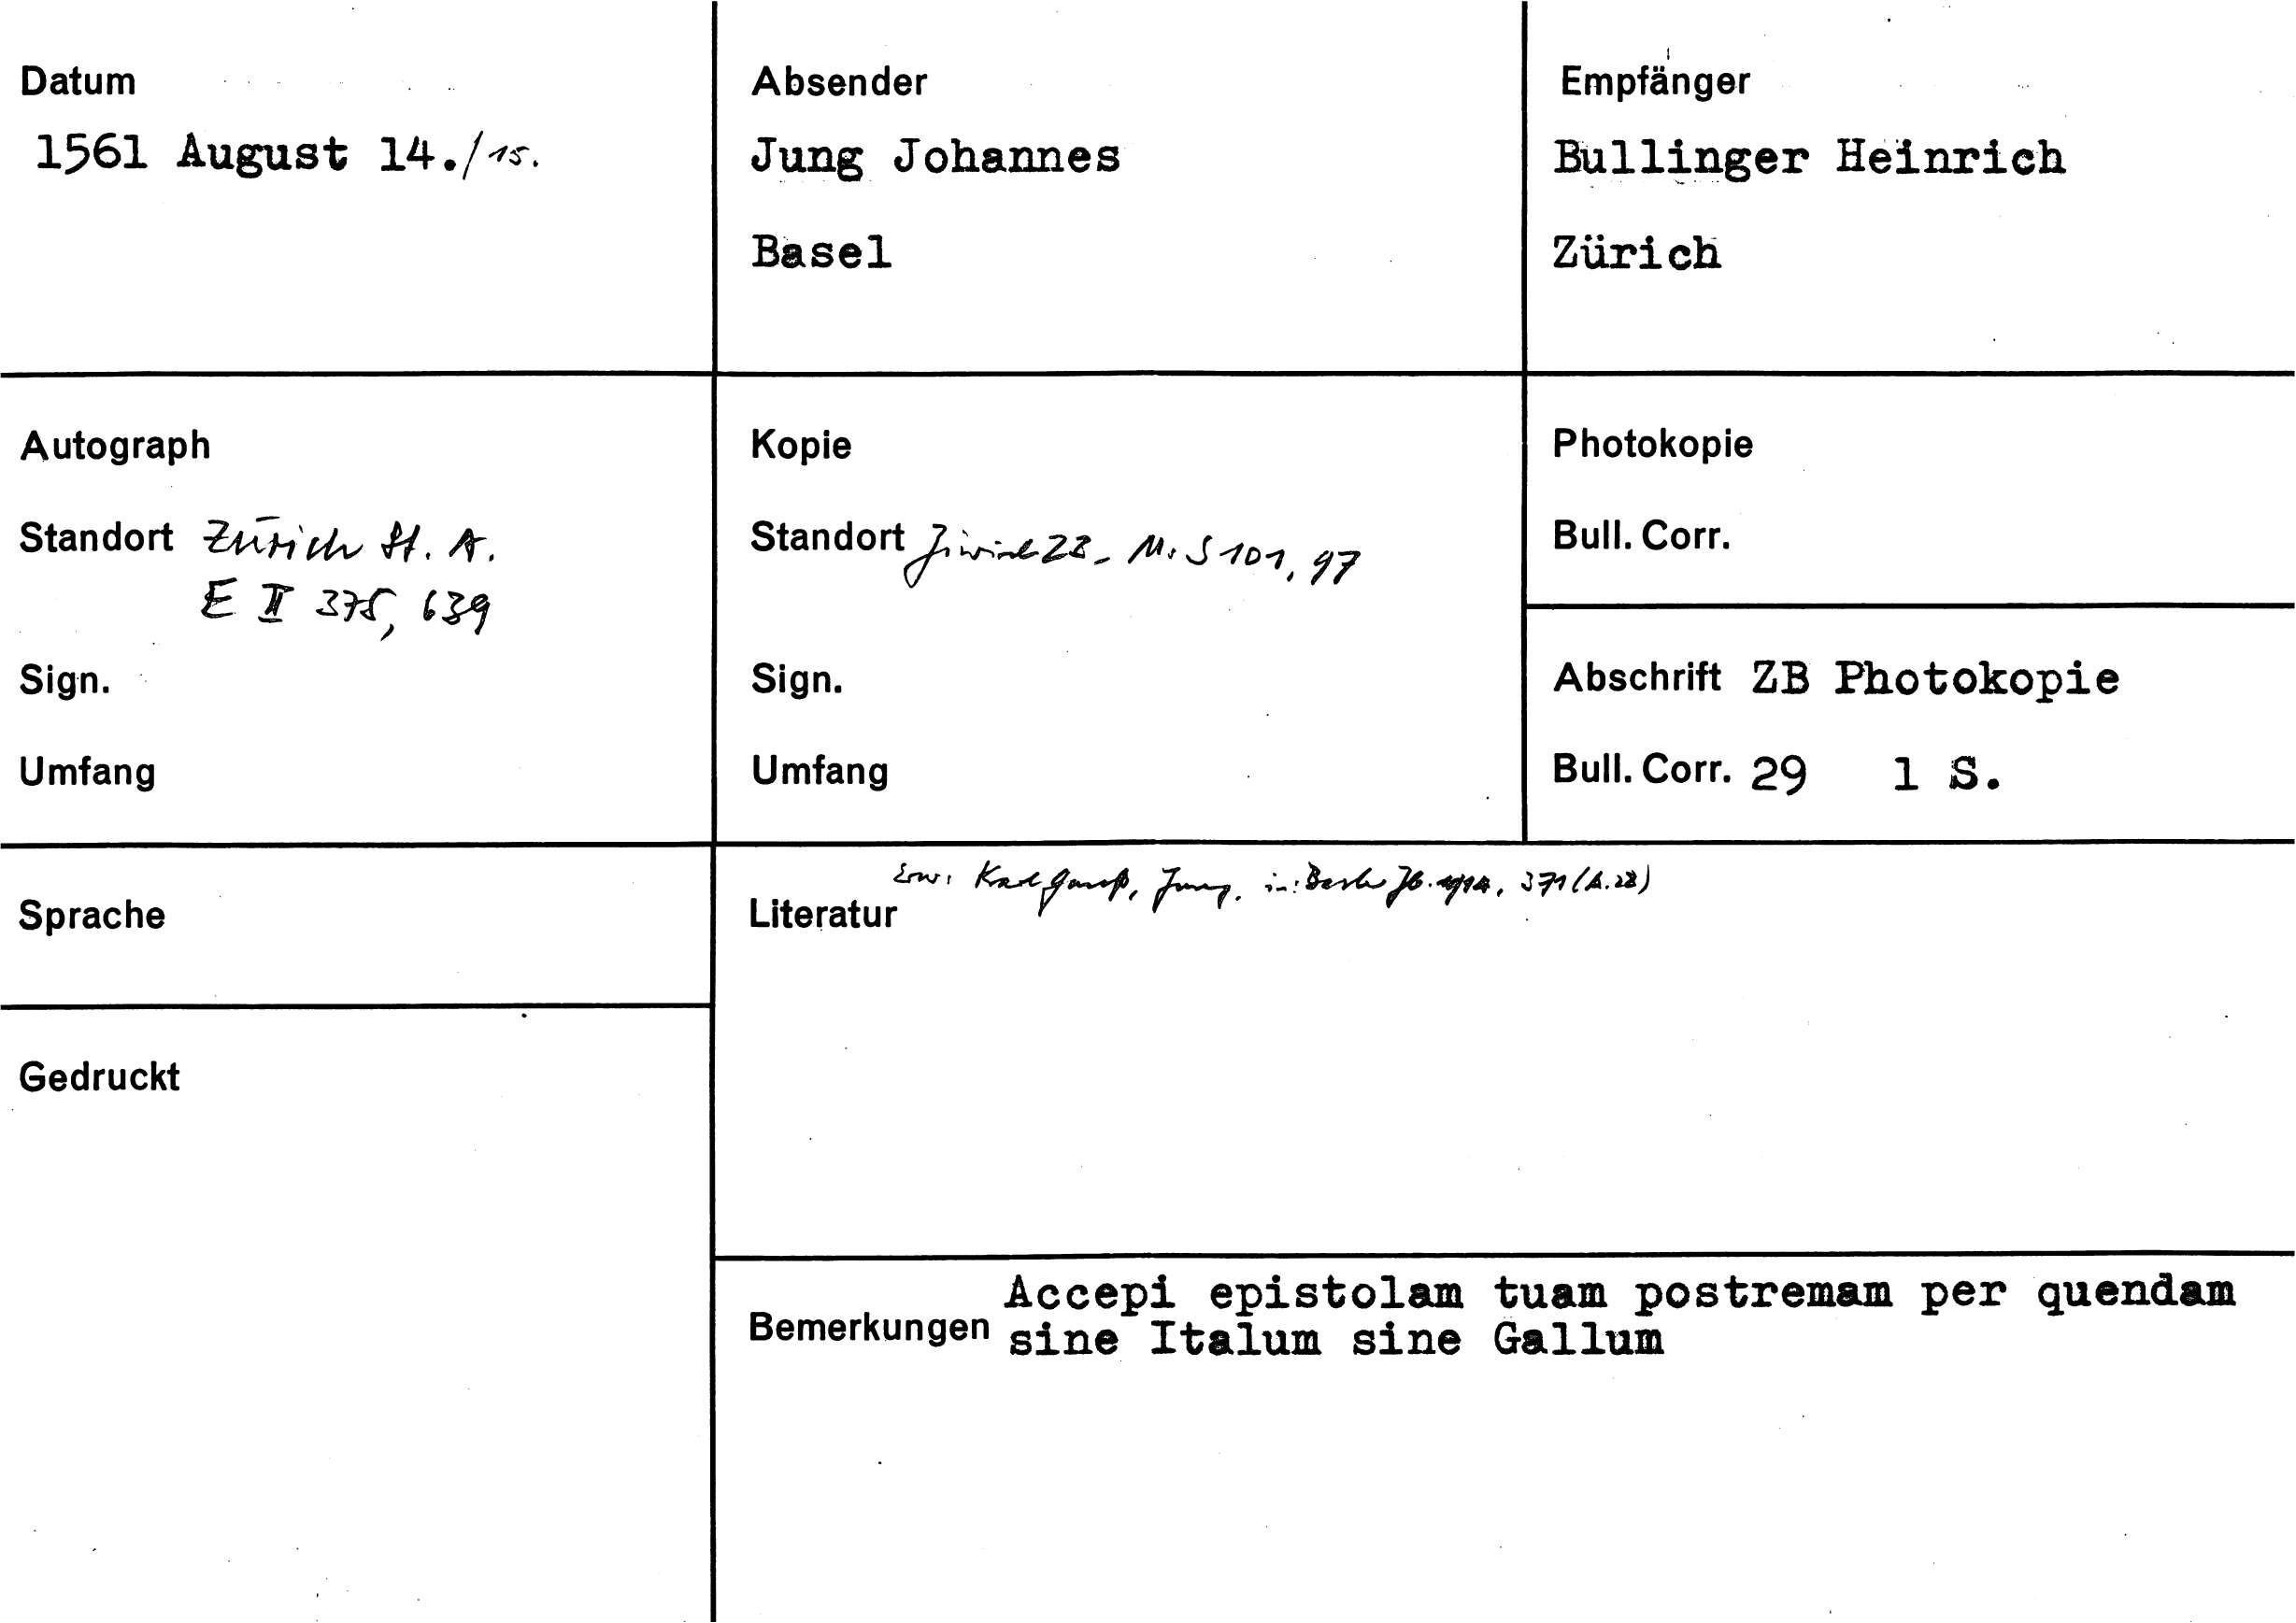 Datum
1561 August 14./15.
Absender
Jung Johannes
Basel
Empfänger
Bullinger Heinrich
Zürich
Autograph
Standort Zürich St. A.
E II 375, 639
Sign.
Umfang
Kopie
Standort Zürich ZB. Ms S 101, 97
Sign.
Umfang
Photokopie
Bull. Corr.
Abschrift ZB Photokopie
Bull. Corr. 29 1 S.
Sprache
Gedruckt
Erw. Karl Gauß, Jung, in: Basler Jb. 371 (A. 28)
Literatur
Accepi epistolam tuam postremam per quendam
Bemerkungen sine Italum sine Gallum